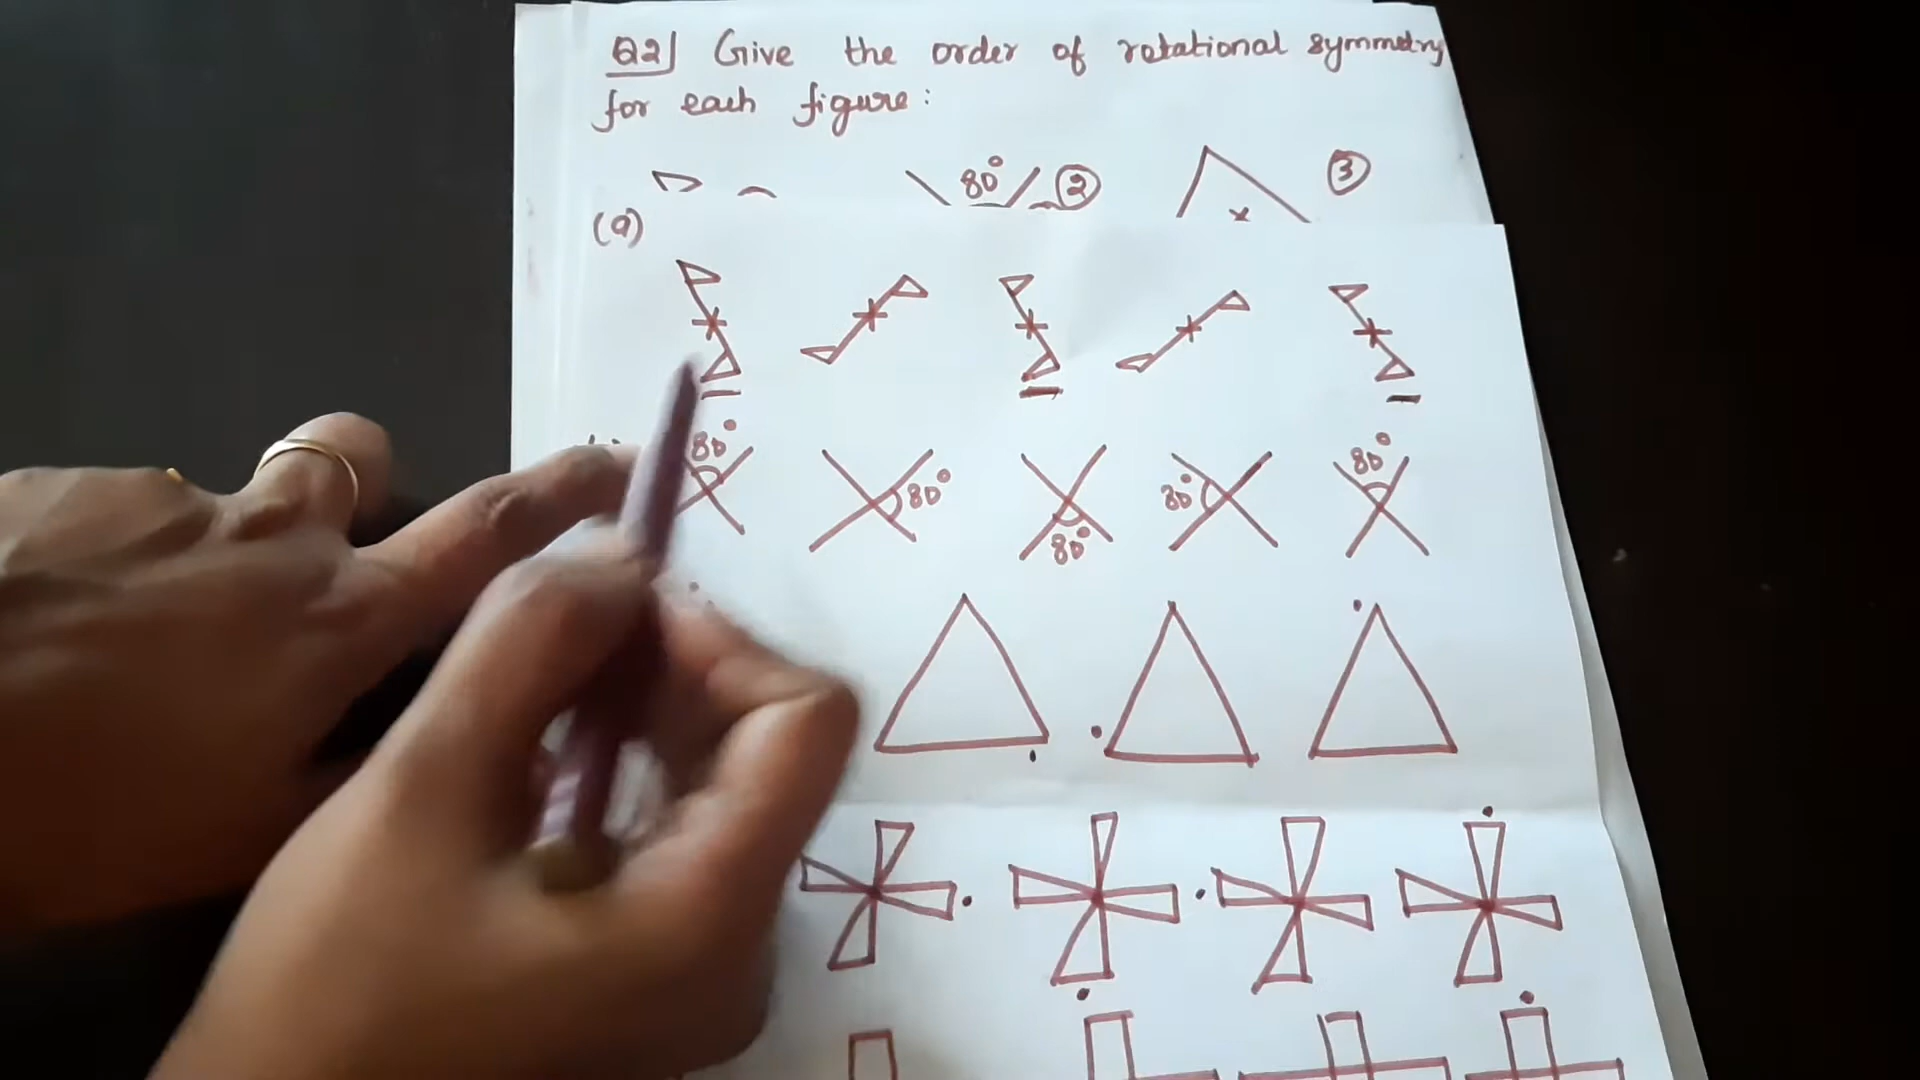 Q2| Give the order of rotational symmetry
for each figure:
80° 2 3
(a)
80° 80° 80° 80° 80°